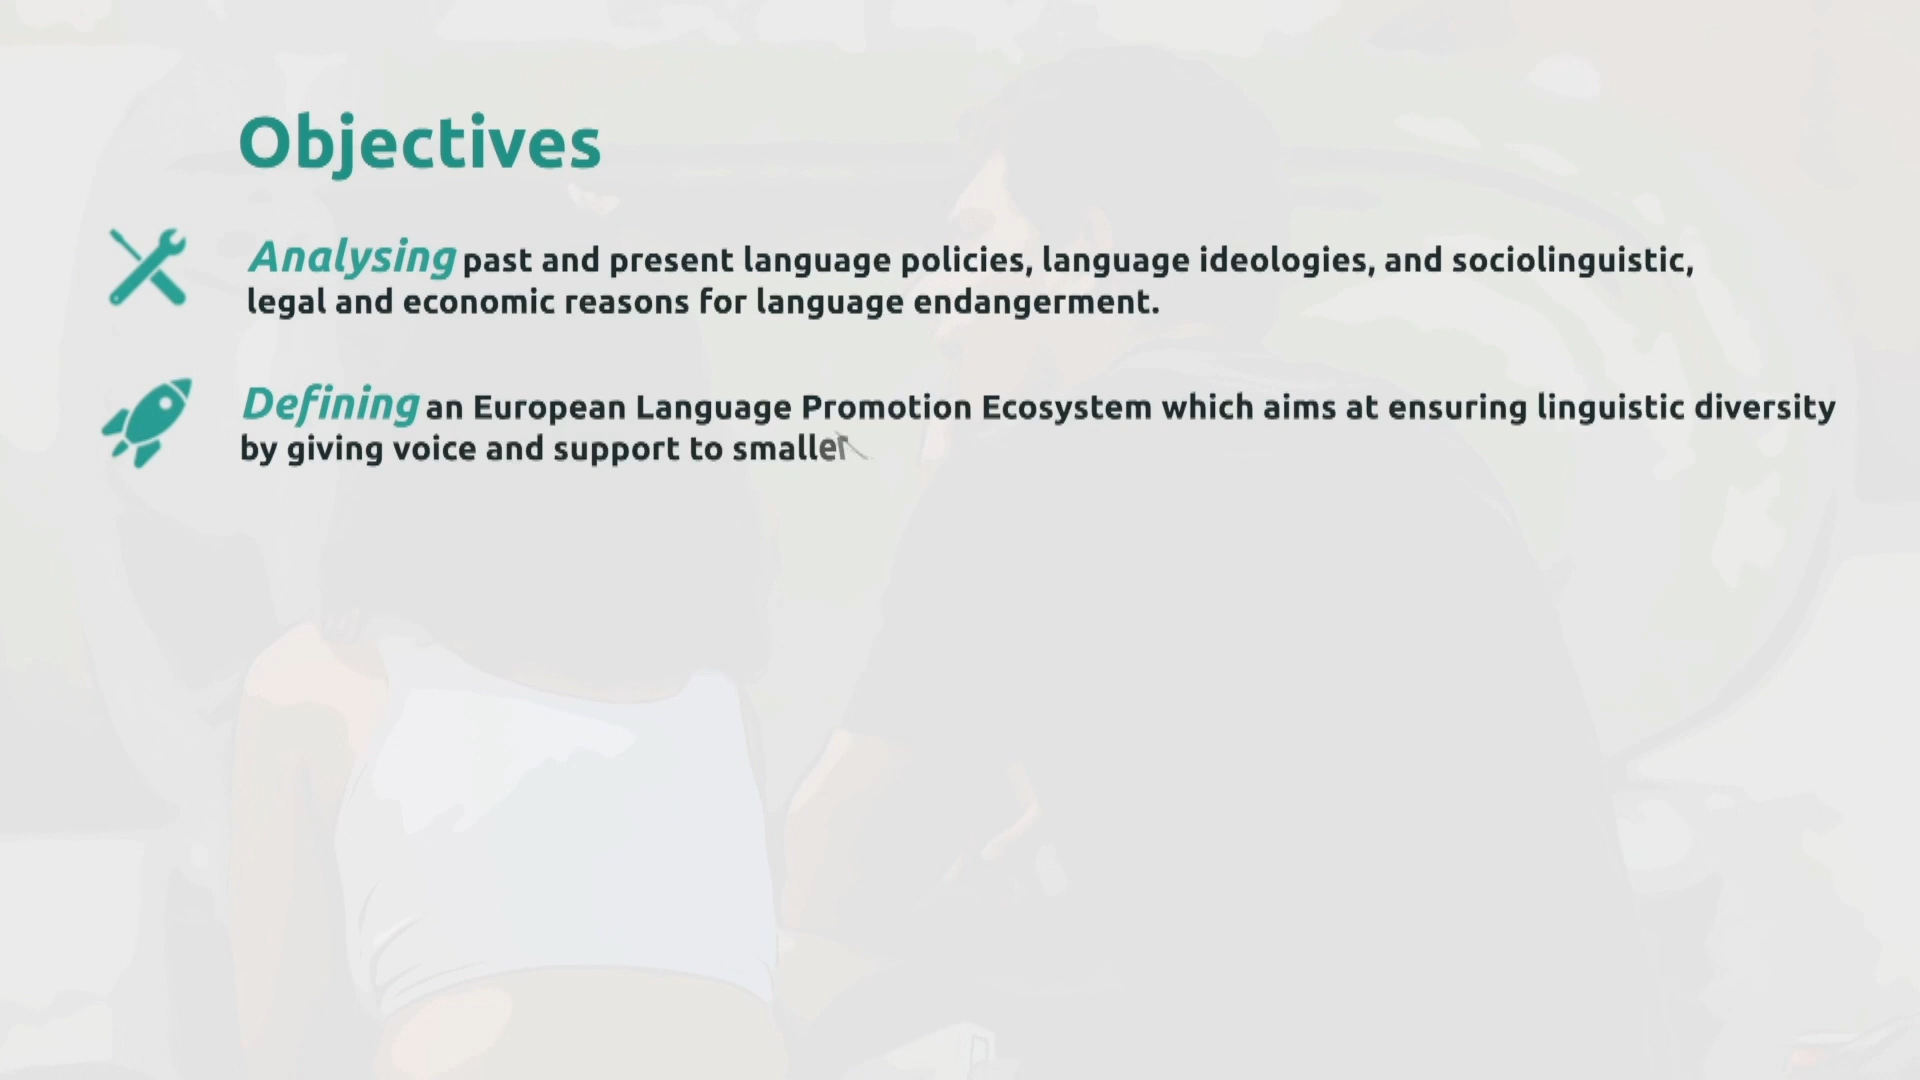 Objectives
Analysing past and present language policies, language ideologies, and sociolinguistic,
legal and economic reasons for language endangerment.
Defining an European Language Promotion Ecosystem which aims at ensuring linguistic diversity
by giving voice and support to smaller